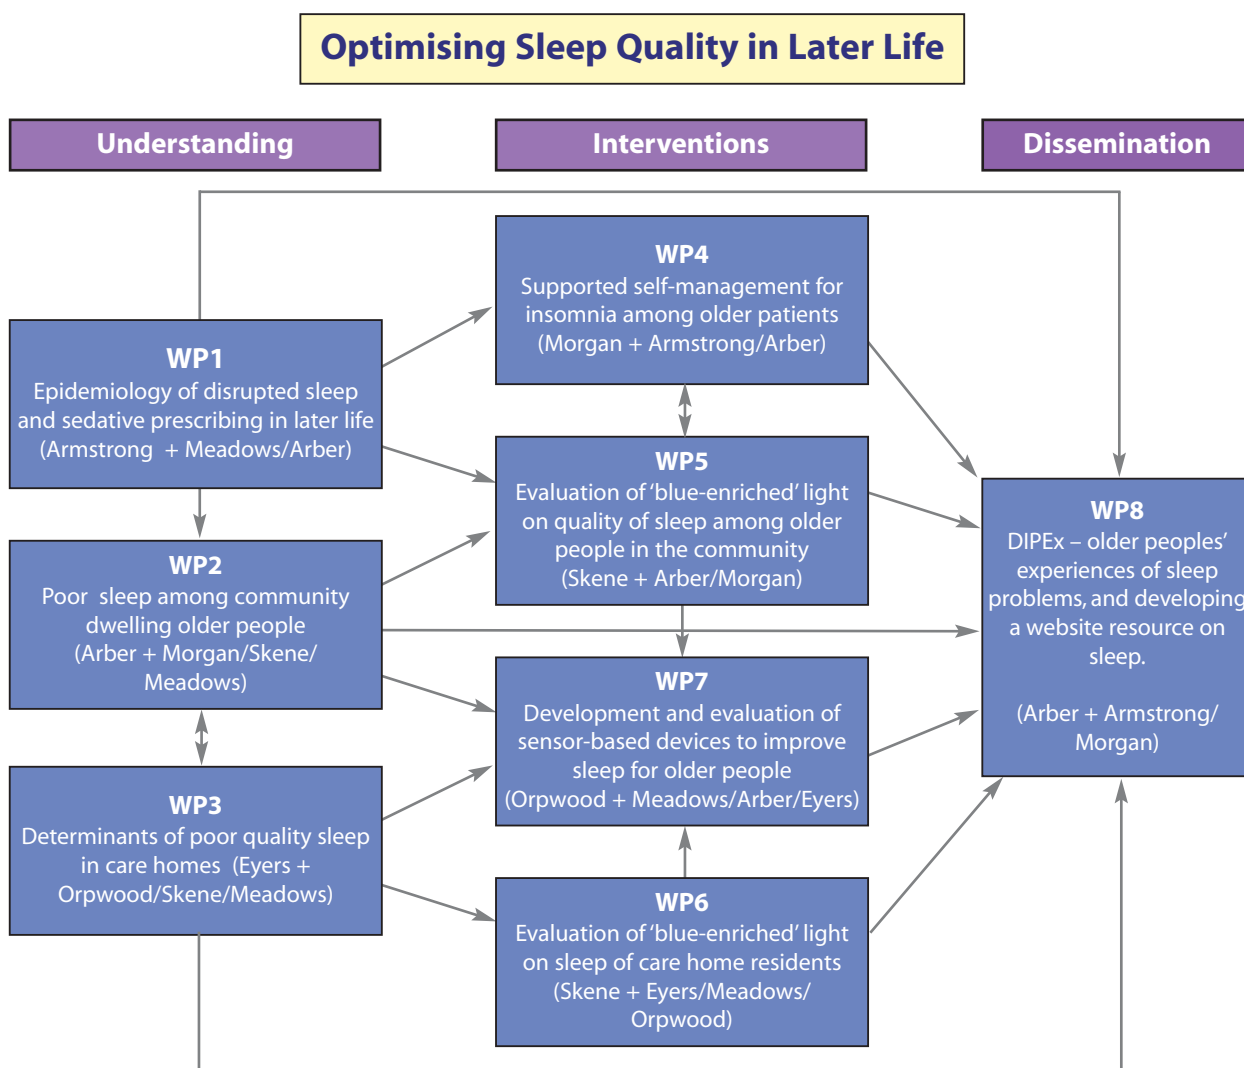 Optimising Sleep Quality in Later Life
Understanding
Interventions
Dissemination
WP1
Epidemiology of disrupted sleep
and sedative prescribing in later life
(Armstrong + Meadows/Arber)
WP2
Poor sleep among community
dwelling older people
(Arber + Morgan/Skene/
Meadows)
WP3
Determinants of poor quality sleep
in care homes (Eyers +
Orpwood/Skene/Meadows)
WP4
Supported self-management for
insomnia among older patients
(Morgan + Armstrong/Arber)
WP5
Evaluation of ‘blue-enriched’ light
on quality of sleep among older
people in the community
(Skene + Arber/Morgan)
WP7
Development and evaluation of
sensor-based devices to improve
sleep for older people
(Orpwood + Meadows/Arber/Eyers)
WP6
Evaluation of ‘blue-enriched’ light
on sleep of care home residents
(Skene + Eyers/Meadows/
Orpwood)
WP8
DIPEx – older peoples’
experiences of sleep
problems, and developing
a website resource on
sleep.
(Arber + Armstrong/
Morgan)